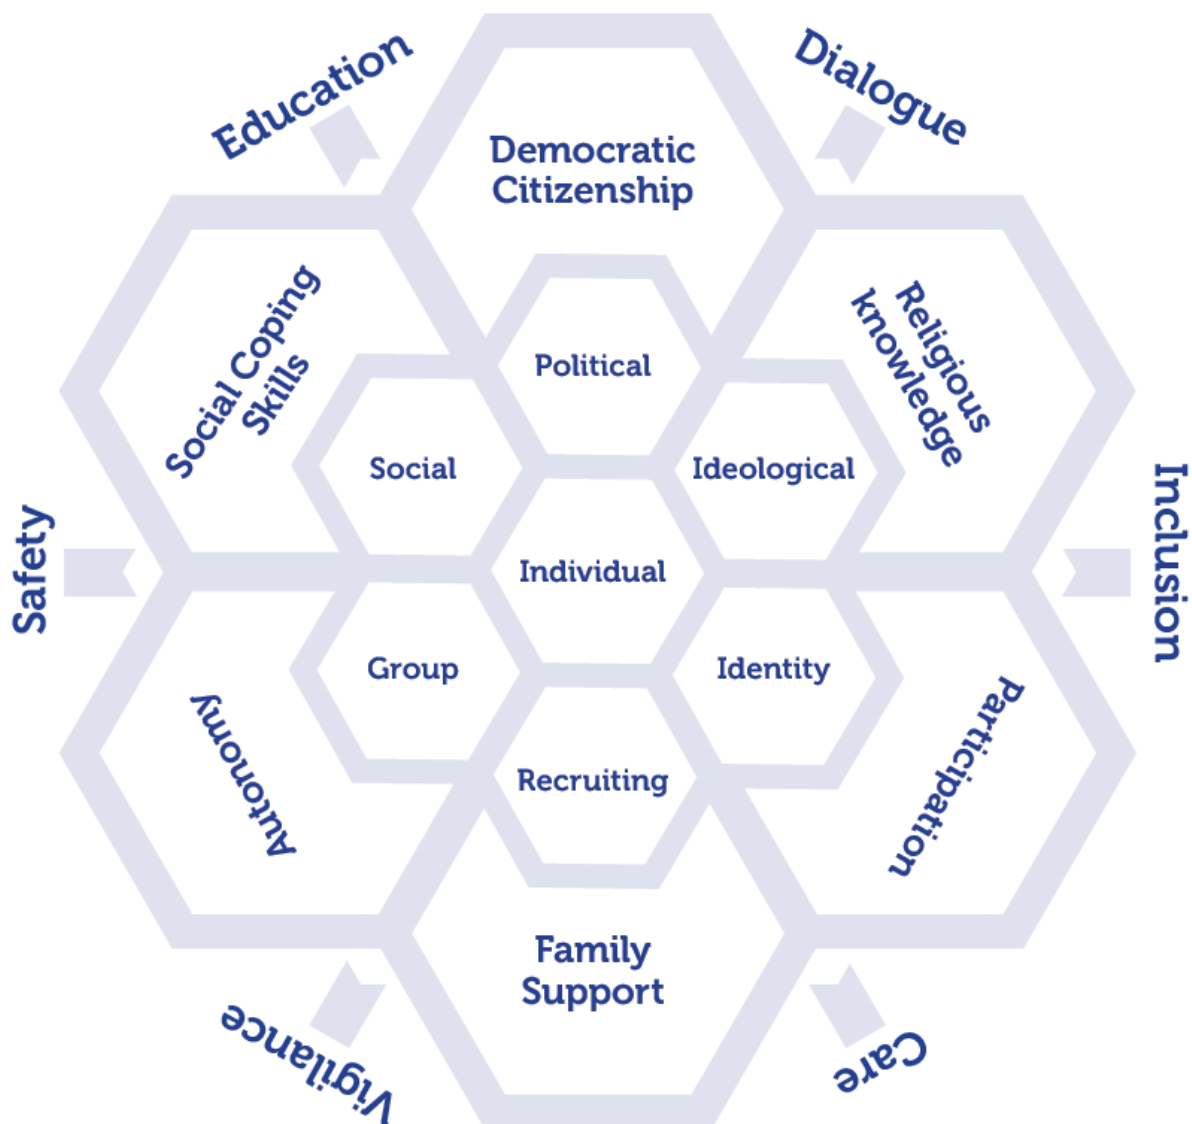 Education
Dialogue
Democratic
Citizenship
Social Coping
Skills
Religious
knowledge
Political
Social
Ideological
Safety
Individual
Inclusion
Group
Identity
Autonomy
Recruiting
Participation
Family
Support
Vigilance
Care